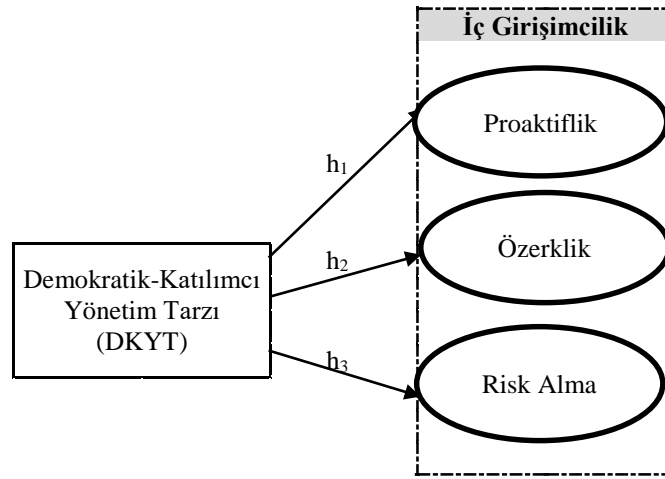 İç Girişimcilik
Proaktiflik
h₁
Özerklik
h₂
Demokratik-Katılımcı
Yönetim Tarzı
(DKYT)
h₃
Risk Alma